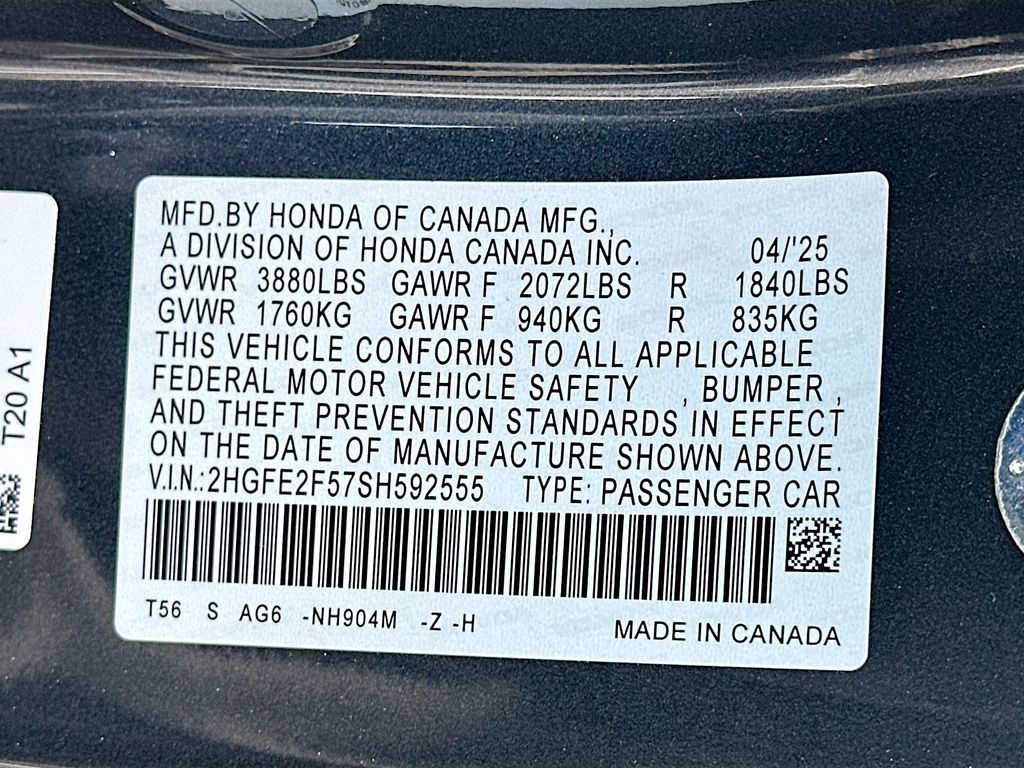 MFD.BY HONDA OF CANADA MFG.,
A DIVISION OF HONDA CANADA INC. 04/'25
GVWR 3880LBS GAWR F 2072LBS R 1840LBS
GVWR 1760KG GAWR F 940KG R 835KG
THIS VEHICLE CONFORMS TO ALL APPLICABLE
FEDERAL MOTOR VEHICLE SAFETY , BUMPER ,
AND THEFT PREVENTION STANDARDS IN EFFECT
ON THE DATE OF MANUFACTURE SHOWN ABOVE.
V.I.N.:2HGFE2F57SH592555 TYPE: PASSENGER CAR
T56 S AG6 -NH904M -Z -H
MADE IN CANADA
T20 A1